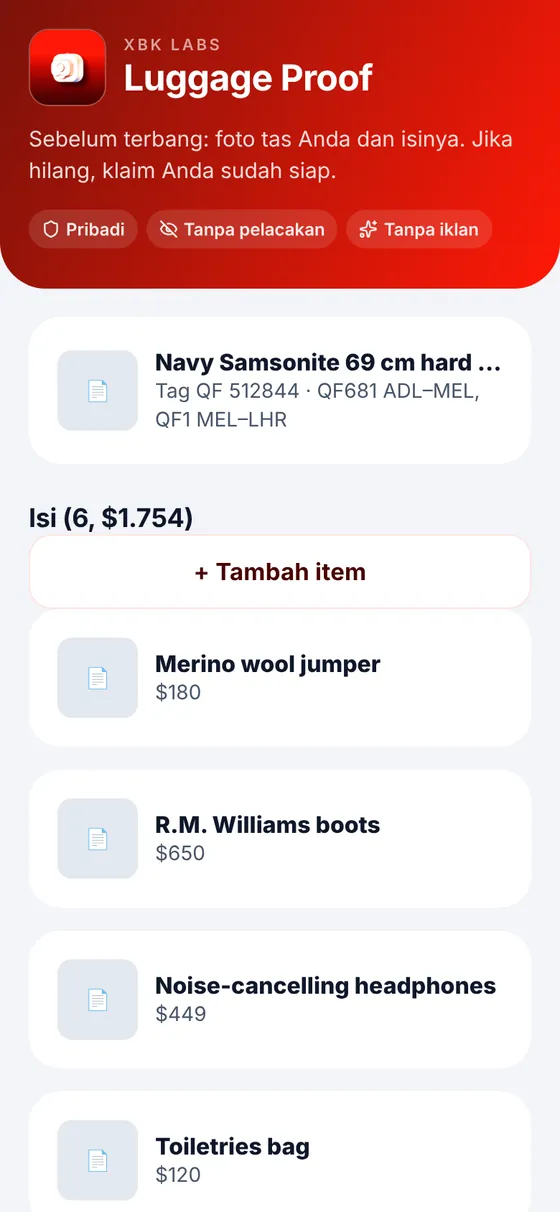 XBK LABS
Luggage Proof
Sebelum terbang: foto tas Anda dan isinya. Jika
hilang, klaim Anda sudah siap.
Pribadi
Tanpa pelacakan
Tanpa iklan
Navy Samsonite 69 cm hard ...
Tag QF 512844 · QF681 ADL–MEL,
QF1 MEL–LHR
Isi (6, $1.754)
+ Tambah item
Merino wool jumper
$180
R.M. Williams boots
$650
Noise-cancelling headphones
$449
Toiletries bag
$120